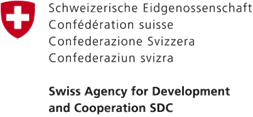 Schweizerische Eidgenossenschaft
Confédération suisse
Confederazione Svizzera
Confederaziun svizra
Swiss Agency for Development
and Cooperation SDC